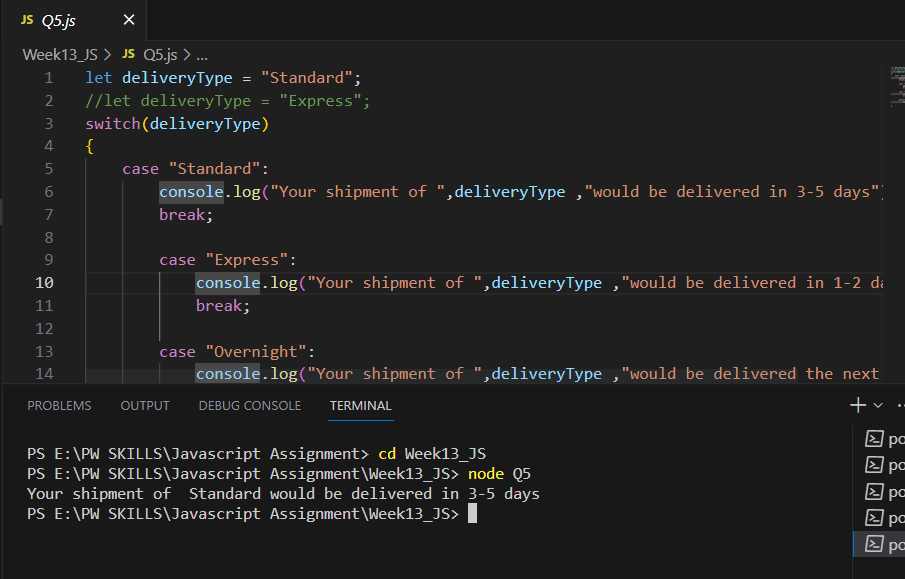 JS Q5.js ×
Week13_JS > JS Q5.js > ...
1 let deliveryType = "Standard";
2 //let deliveryType = "Express";
3 switch(deliveryType)
4 {
5 case "Standard":
6 console.log("Your shipment of ",deliveryType ,"would be delivered in 3-5 days")
7 break;
8
9 case "Express":
10 console.log("Your shipment of ",deliveryType ,"would be delivered in 1-2
11 break;
12
13 case "Overnight":
14 console.log("Your shipment of ",deliveryType ,"would be delivered the next
PROBLEMS OUTPUT DEBUG CONSOLE TERMINAL
PS E:\PW SKILLS\Javascript Assignment> cd Week13_JS
PS E:\PW SKILLS\Javascript Assignment\Week13_JS> node Q5
Your shipment of  Standard would be delivered in 3-5 days
PS E:\PW SKILLS\Javascript Assignment\Week13_JS>
po
po
po
po
po